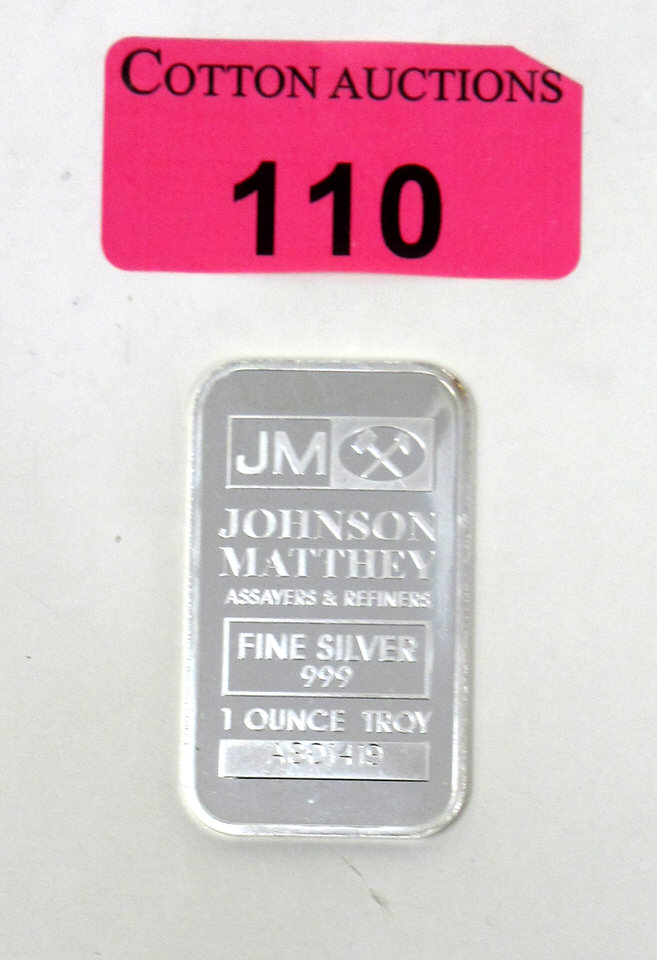 COTTON AUCTIONS
110
JM
JOHNSON
MATTHEY
ASSAYERS & REFINERS
FINE SILVER
999
1 OUNCE TROY